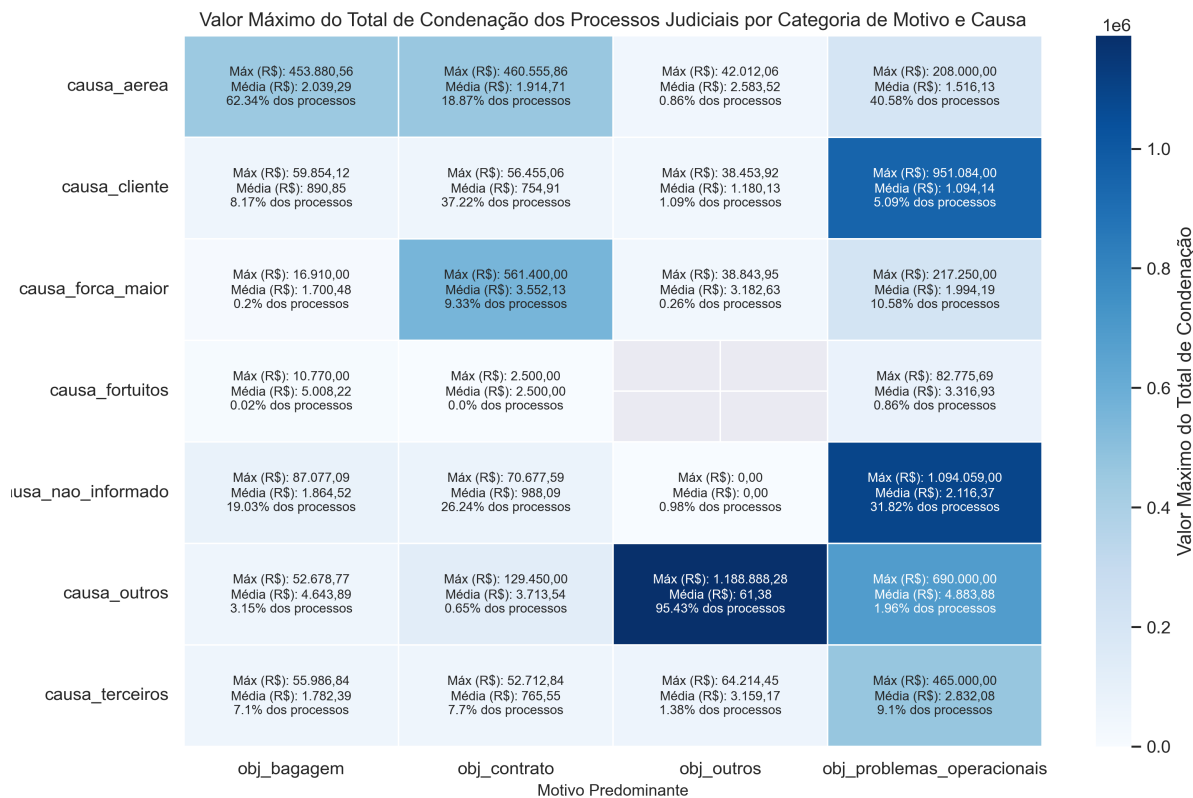 Valor Máximo do Total de Condenação dos Processos Judiciais por Categoria de Motivo e Causa
1e6
causa_aerea
Máx (R$): 453.880,56
Média (R$): 2.039,29
62.34% dos processos
Máx (R$): 460.555,86
Média (R$): 1.914,71
18.87% dos processos
Máx (R$): 42.012,06
Média (R$): 2.583,52
0.86% dos processos
Máx (R$): 208.000,00
Média (R$): 1.516,13
40.58% dos processos
causa_cliente
Máx (R$): 59.854,12
Média (R$): 890,85
8.17% dos processos
Máx (R$): 56.455,06
Média (R$): 754,91
37.22% dos processos
Máx (R$): 38.453,92
Média (R$): 1.180,13
1.09% dos processos
Máx (R$): 951.084,00
Média (R$): 1.094,14
5.09% dos processos
causa_forca_maior
Máx (R$): 16.910,00
Média (R$): 1.700,48
0.2% dos processos
Máx (R$): 561.400,00
Média (R$): 3.552,13
9.33% dos processos
Máx (R$): 38.843,95
Média (R$): 3.182,63
0.26% dos processos
Máx (R$): 217.250,00
Média (R$): 1.994,19
10.58% dos processos
causa_fortuitos
Máx (R$): 10.770,00
Média (R$): 5.008,22
0.02% dos processos
Máx (R$): 2.500,00
Média (R$): 2.500,00
0.0% dos processos
Máx (R$): 82.775,69
Média (R$): 3.316,93
0.86% dos processos
usa_nao_informado
Máx (R$): 87.077,09
Média (R$): 1.864,52
19.03% dos processos
Máx (R$): 70.677,59
Média (R$): 988,09
26.24% dos processos
Máx (R$): 0,00
Média (R$): 0,00
0.98% dos processos
Máx (R$): 1.094.059,00
Média (R$): 2.116,37
31.82% dos processos
causa_outros
Máx (R$): 52.678,77
Média (R$): 4.643,89
3.15% dos processos
Máx (R$): 129.450,00
Média (R$): 3.713,54
0.65% dos processos
Máx (R$): 1.188.888,28
Média (R$): 61,38
95.43% dos processos
Máx (R$): 690.000,00
Média (R$): 4.883,88
1.96% dos processos
causa_terceiros
Máx (R$): 55.986,84
Média (R$): 1.782,39
7.1% dos processos
Máx (R$): 52.712,84
Média (R$): 765,55
7.7% dos processos
Máx (R$): 64.214,45
Média (R$): 3.159,17
1.38% dos processos
Máx (R$): 465.000,00
Média (R$): 2.832,08
9.1% dos processos
obj_bagagem
obj_contrato
obj_outros
obj_problemas_operacionais
Motivo Predominante
1.0
0.8
0.6
0.4
0.2
0.0
Valor Máximo do Total de Condenação